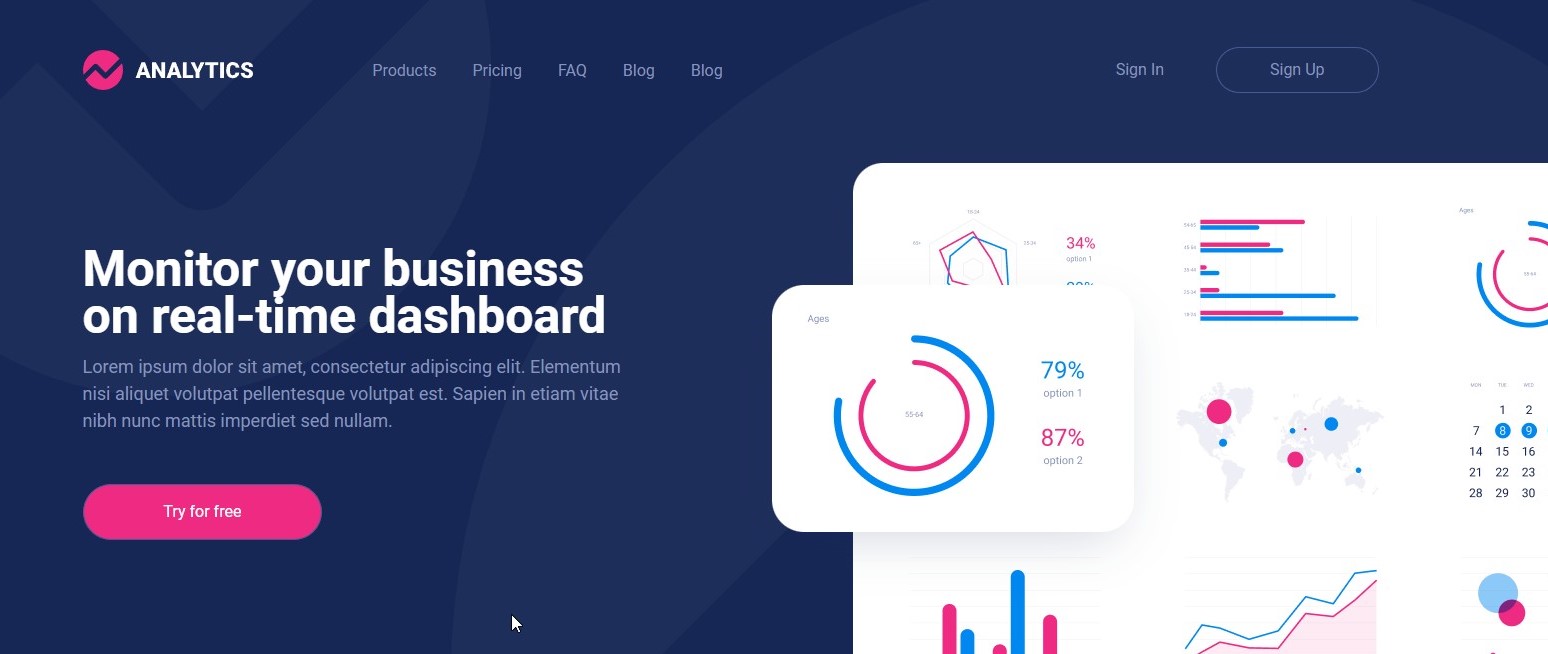 ANALYTICS
Products
Pricing
FAQ
Blog
Blog
Sign In
Sign Up
Monitor your business
on real-time dashboard
Lorem ipsum dolor sit amet, consectetur adipiscing elit. Elementum
nisi aliquet volutpat pellentesque volutpat est. Sapien in etiam vitae
nibh nunc mattis imperdiet sed nullam.
Try for free
34%
option 1
Ages
79%
option 1
87%
option 2
55-64
Ages
55-64
MON TUE WED
1 2
7 8 9
14 15 16
21 22 23
28 29 30